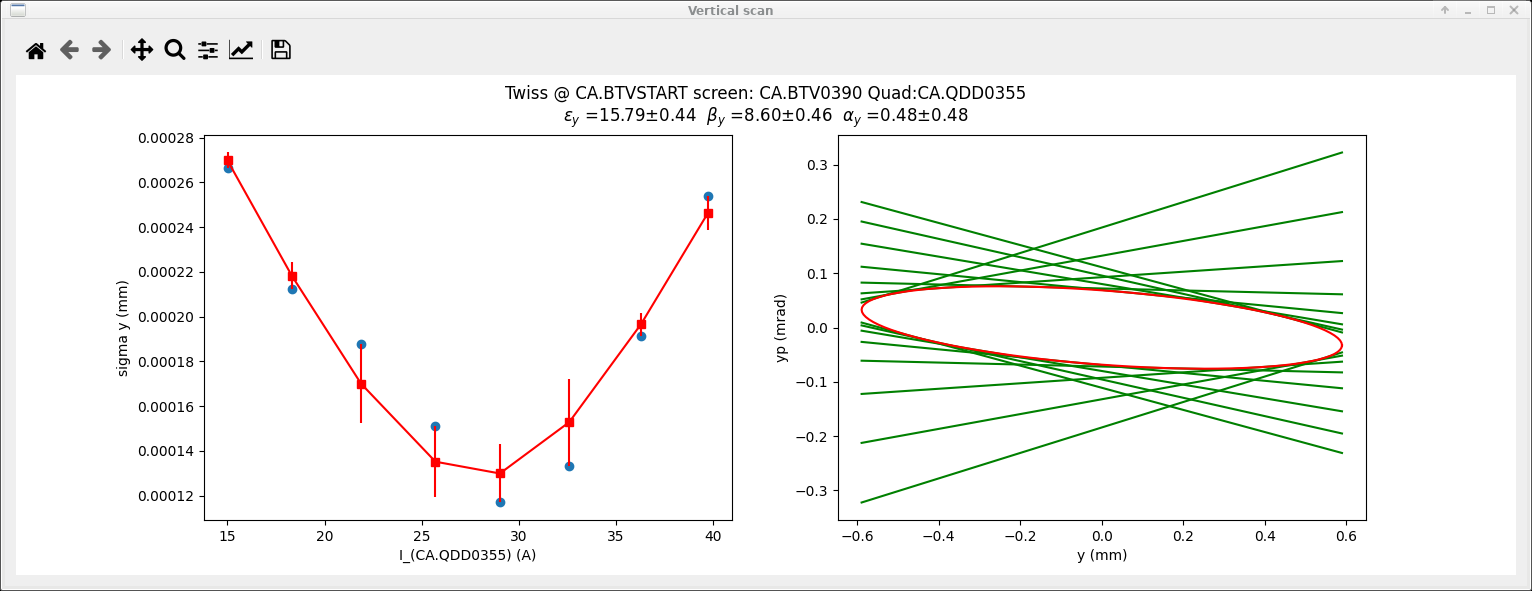 Vertical scan
Twiss @ CA.BTVSTART screen: CA.BTV0390 Quad:CA.QDD0355
εy =15.79±0.44 βy =8.60±0.46 αy =0.48±0.48
0.00028
0.00026
0.00024
0.00022
0.00020
0.00018
0.00016
0.00014
0.00012
sigma y (mm)
15 20 25 30 35 40
I_(CA.QDD0355) (A)
0.3
0.2
0.1
0.0
−0.1
−0.2
−0.3
yp (mrad)
−0.6 −0.4 −0.2 0.0 0.2 0.4 0.6
y (mm)